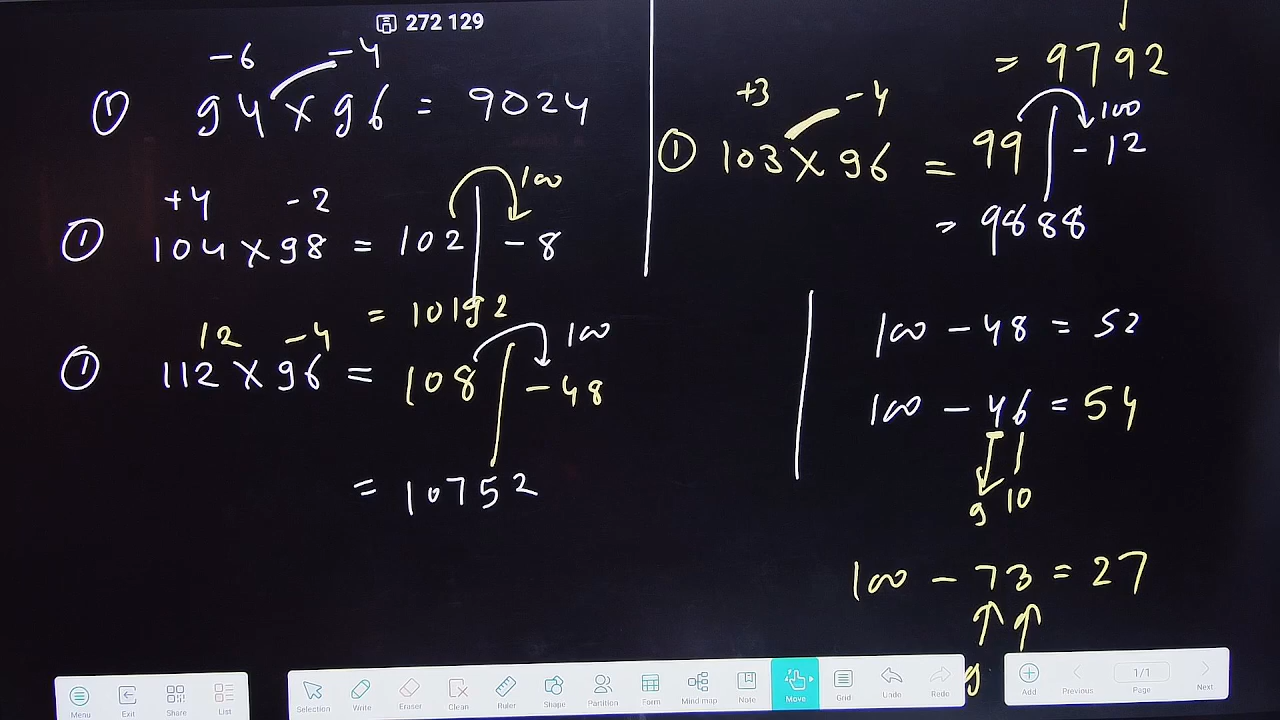 272 129
-6 -4
① 94 × 96 = 9024
+4 -2 100
① 104 × 98 = 102 | -8
= 10192
12 -4 100
① 112 × 96 = 108 | -48
= 10752
= 9792
+3 -4 100
① 103 × 96 = 99 | -12
= 9888
100 - 48 = 52
100 - 46 = 54
9 10
100 - 73 = 27
9
Menu Exit Share List
Selection Write Eraser Clean Ruler Shape Partition Form Mind-map Note Move Grid Undo Redo
Add Previous 1/1 Page Next